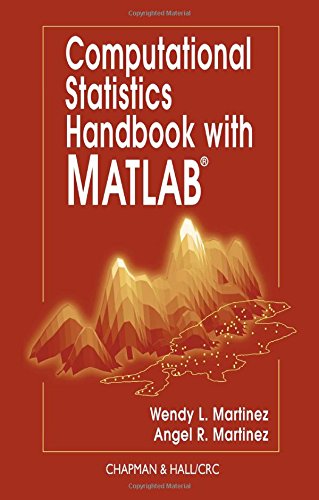 Computational
Statistics
Handbook with
MATLAB®
Wendy L. Martinez
Angel R. Martinez
CHAPMAN & HALL/CRC